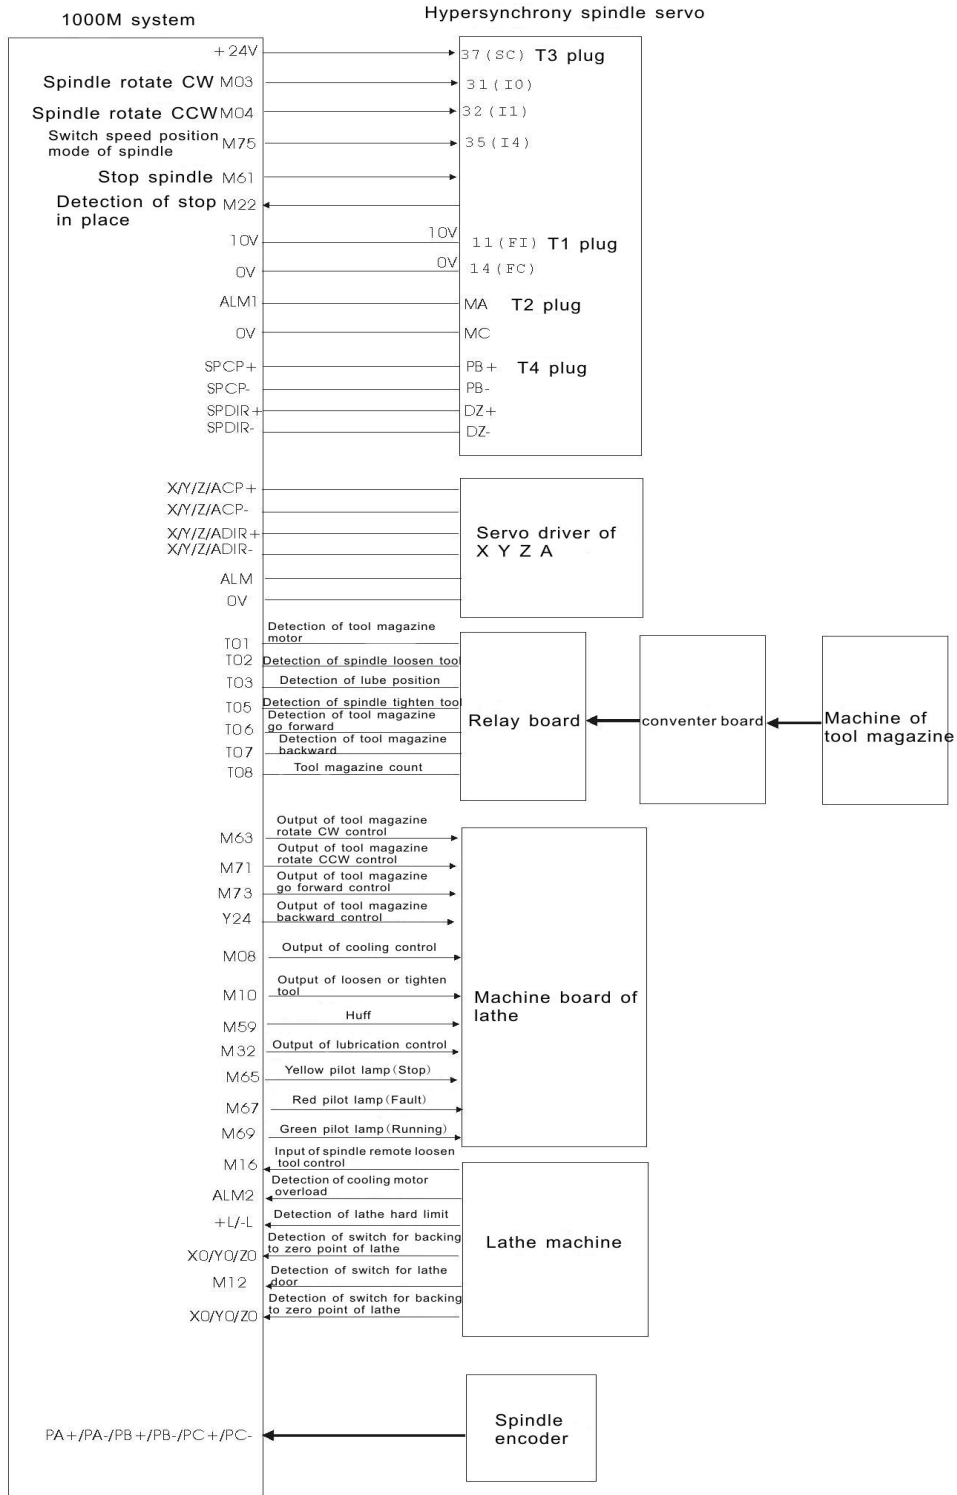 1000M system
Hypersynchrony spindle servo
+24V
37(SC) T3 plug
Spindle rotate CW M03
31(I0)
Spindle rotate CCW M04
32(I1)
Switch speed position
mode of spindle
M75
35(I4)
Stop spindle M61
Detection of stop
in place
M22
10V
10V
11(FI) T1 plug
0V
0V
14(FC)
ALM1
MA T2 plug
0V
MC
SPCP+
PB+ T4 plug
SPCP-
PB-
SPDIR+
DZ+
SPDIR-
DZ-
X/Y/Z/ACP+
X/Y/Z/ACP-
X/Y/Z/ADIR+
X/Y/Z/ADIR-
ALM
0V
Servo driver of
X Y Z A
T01
Detection of tool magazine
motor
T02
Detection of spindle loosen tool
T03
Detection of lube position
T05
Detection of spindle tighten tool
T06
Detection of tool magazine
go forward
T07
Detection of tool magazine
backward
T08
Tool magazine count
Relay board
conventer board
Machine of
tool magazine
M63
Output of tool magazine
rotate CW control
M71
Output of tool magazine
rotate CCW control
M73
Output of tool magazine
go forward control
Y24
Output of tool magazine
backward control
M08
Output of cooling control
M10
Output of loosen or tighten
tool
M59
Huff
M32
Output of lubrication control
M65
Yellow pilot lamp(Stop)
M67
Red pilot lamp(Fault)
M69
Green pilot lamp(Running)
Machine board of
lathe
M16
Input of spindle remote loosen
tool control
ALM2
Detection of cooling motor
overload
+L/-L
Detection of lathe hard limit
X0/Y0/Z0
Detection of switch for backing
to zero point of lathe
M12
Detection of switch for lathe
door
X0/Y0/Z0
Detection of switch for backing
to zero point of lathe
Lathe machine
PA+/PA-/PB+/PB-/PC+/PC-
Spindle
encoder